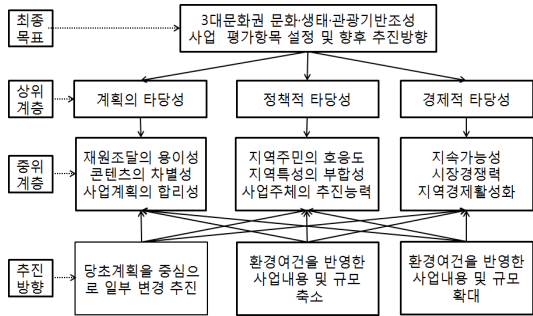 최종
목표
3대문화권 문화·생태·관광기반조성
사업 평가항목 설정 및 향후 추진방향
상위
계층
계획의 타당성
정책적 타당성
경제적 타당성
중위
계층
재원조달의 용이성
콘텐츠의 차별성
사업계획의 합리성
지역주민의 호응도
지역특성의 부합성
사업주체의 추진능력
지속가능성
시장경쟁력
지역경제활성화
추진
방향
당초계획을 중심으
로 일부 변경 추진
환경여건을 반영한
사업내용 및 규모
축소
환경여건을 반영한
사업내용 및 규모
확대